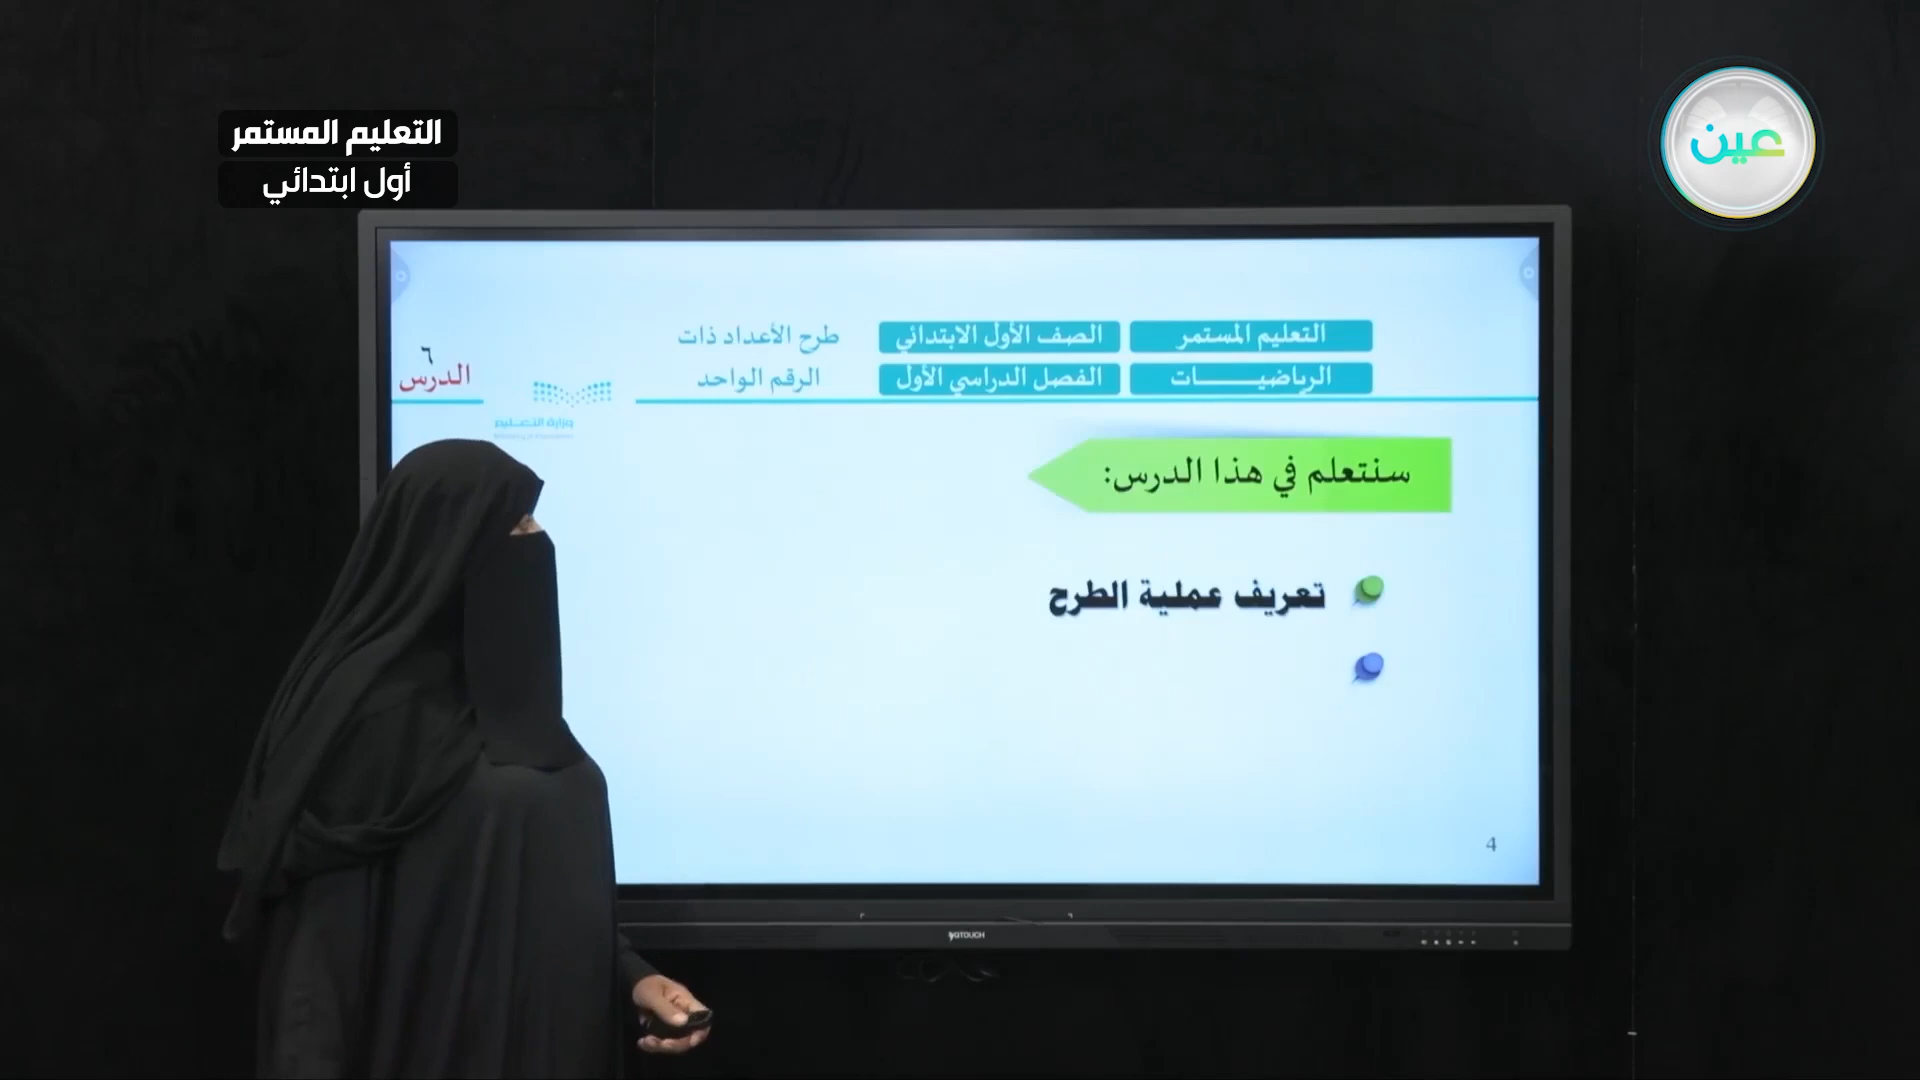 التعليم المستمر
أول ابتدائي
عين
التعليم المستمر
الصف الأول الابتدائي
طرح الأعداد ذات
الرياضيـــــات
الفصل الدراسي الأول
الرقم الواحد
٦
الدرس
وزارة التعليم
سنتعلم في هذا الدرس:
تعريف عملية الطرح
4